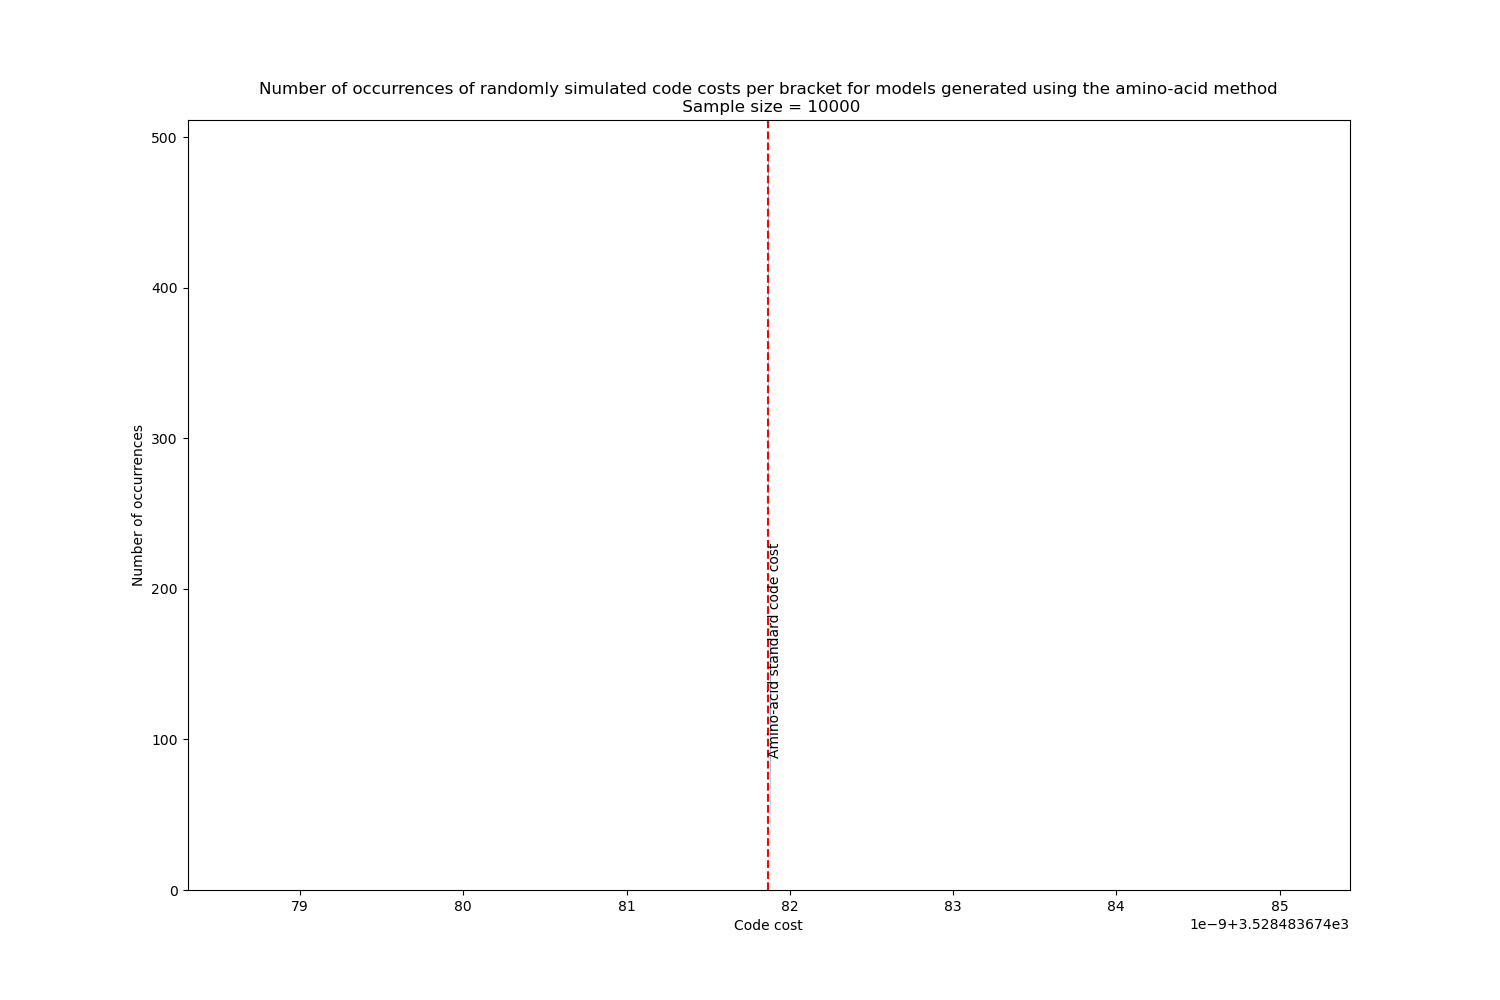 Number of occurrences of randomly simulated code costs per bracket for models generated using the amino-acid method
Sample size = 10000
500
400
300
200
100
0
Number of occurrences
Amino-acid standard code cost
79 80 81 82 83 84 85
Code cost
1e−9+3.528483674e3